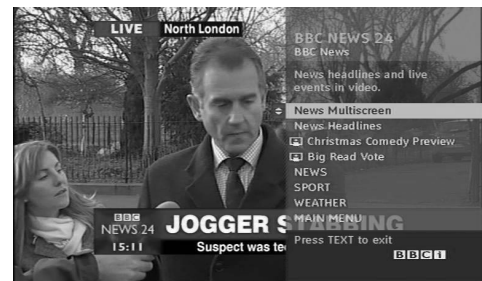 LIVE North London
BBC NEWS 24
BBC News
News headlines and live
events in video.
News Multiscreen
News Headlines
Christmas Comedy Preview
Big Read Vote
NEWS
SPORT
WEATHER
MAIN MENU
Press TEXT to exit
BBC 1
BBC
NEWS 24
15:11
JOGGER STABBING
Suspect was